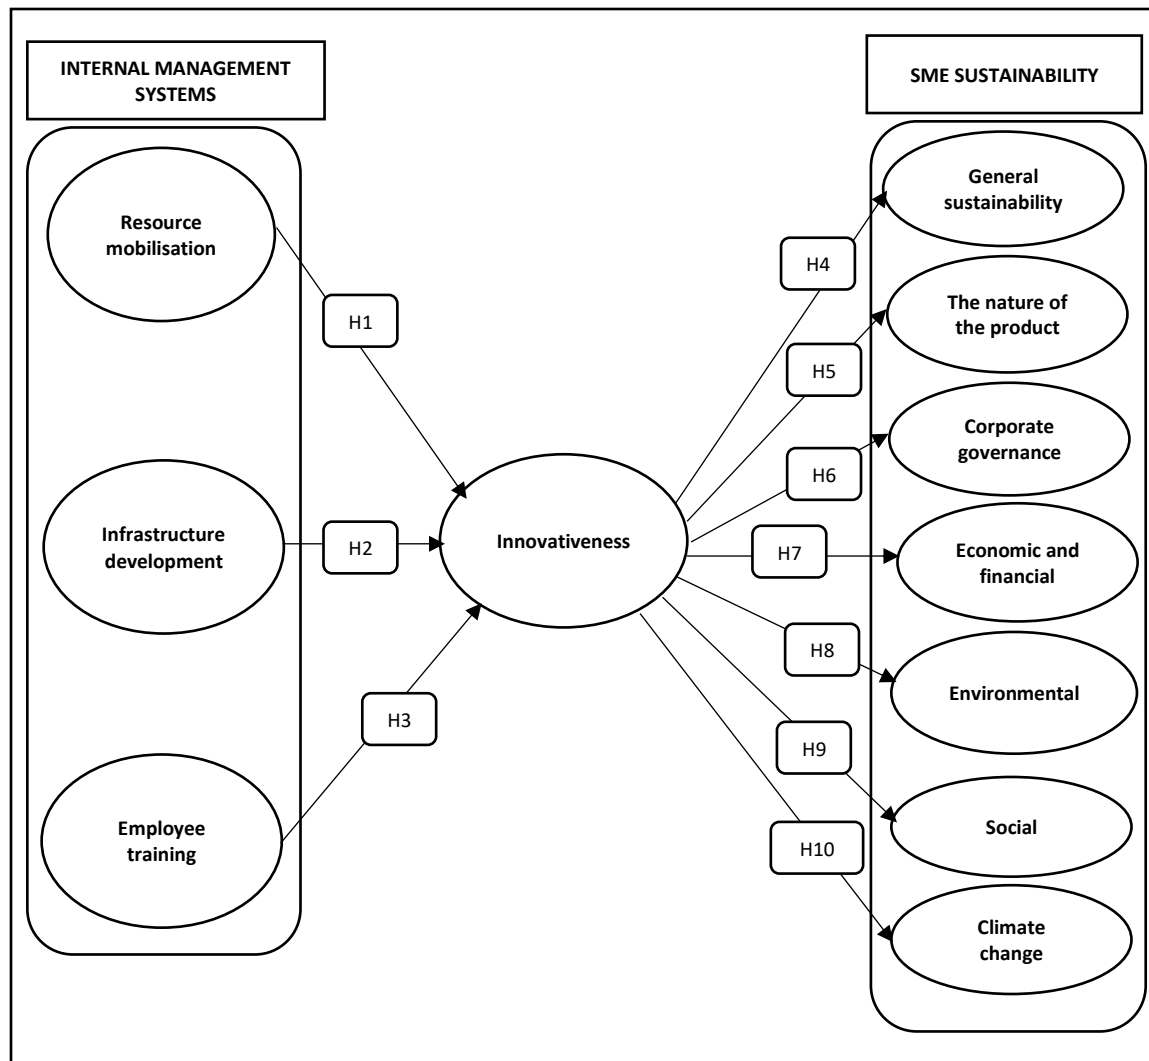 INTERNAL MANAGEMENT
SYSTEMS
Resource
mobilisation
Infrastructure
development
Employee
training
H1
H2
H3
Innovativeness
H4
H5
H6
H7
H8
H9
H10
SME SUSTAINABILITY
General
sustainability
The nature of
the product
Corporate
governance
Economic and
financial
Environmental
Social
Climate
change